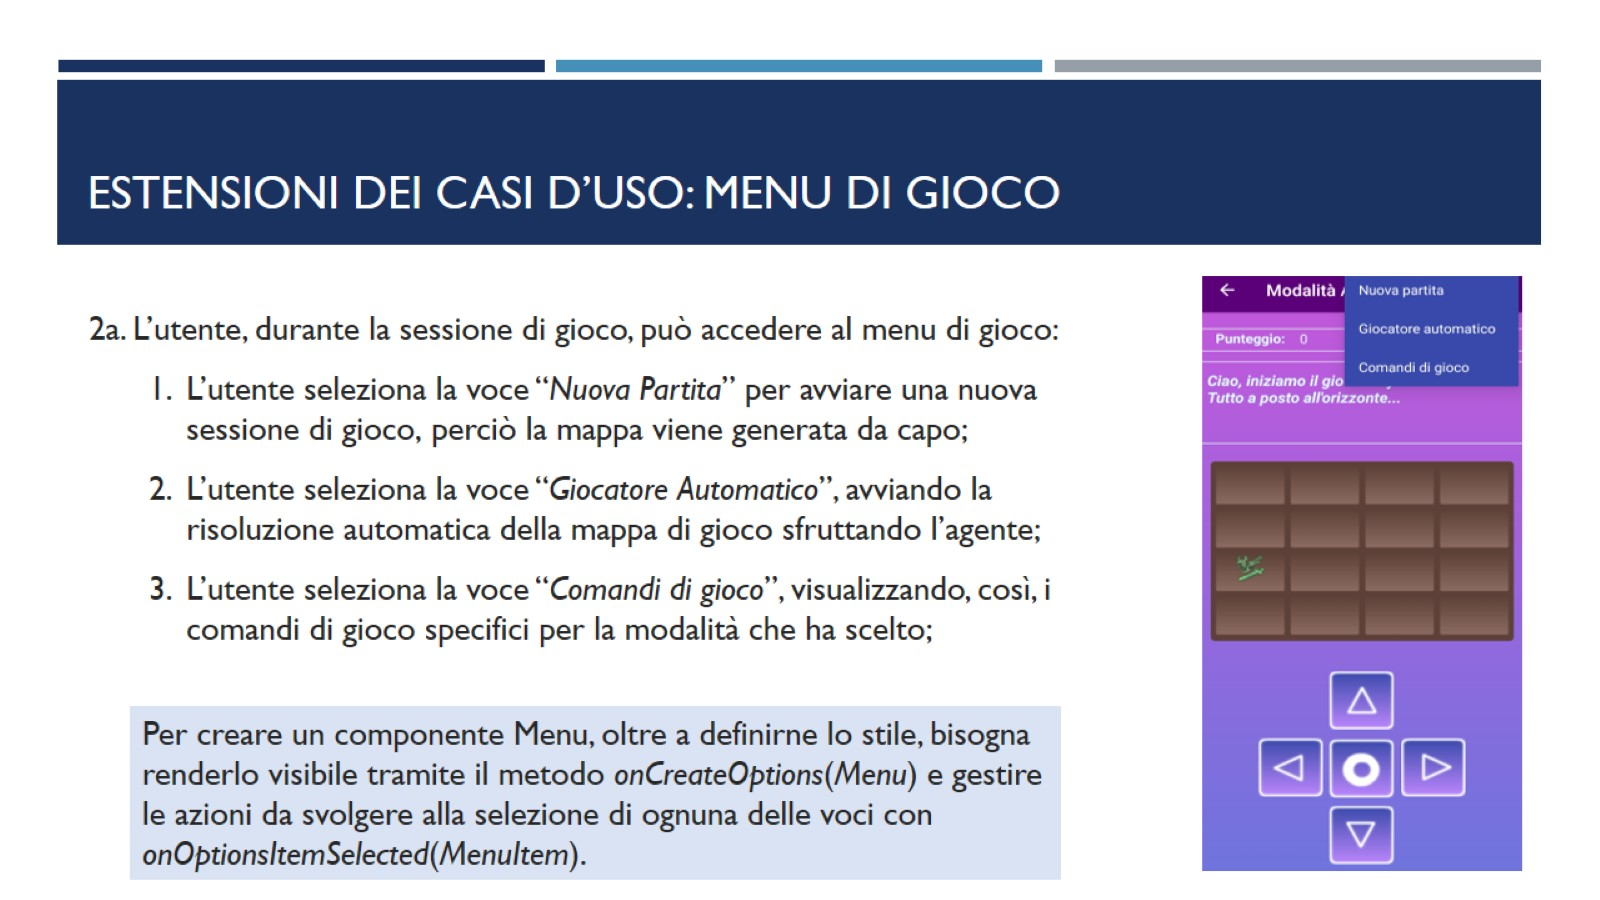 ESTENSIONI DEI CASI D’USO: MENU DI GIOCO
2a. L’utente, durante la sessione di gioco, può accedere al menu di gioco:
1. L’utente seleziona la voce “Nuova Partita” per avviare una nuova
sessione di gioco, perciò la mappa viene generata da capo;
2. L’utente seleziona la voce “Giocatore Automatico”, avviando la
risoluzione automatica della mappa di gioco sfruttando l’agente;
3. L’utente seleziona la voce “Comandi di gioco”, visualizzando, così, i
comandi di gioco specifici per la modalità che ha scelto;
Per creare un componente Menu, oltre a definirne lo stile, bisogna
renderlo visibile tramite il metodo onCreateOptions(Menu) e gestire
le azioni da svolgere alla selezione di ognuna delle voci con
onOptionsItemSelected(MenuItem).
Modalità
Nuova partita
Giocatore automatico
Comandi di gioco
Punteggio: 0
Ciao, iniziamo il gio
Tutto a posto all'orizzonte...